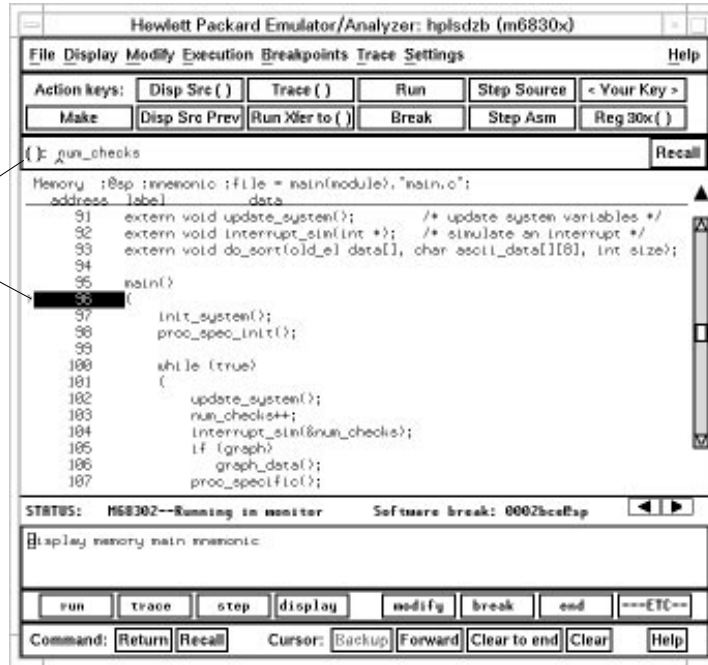 Hewlett Packard Emulator/Analyzer: hplsdzb (m6830x)
File Display Modify Execution Breakpoints Trace Settings Help
Action keys: Disp Src ( ) Trace ( ) Run Step Source < Your Key >
Make Disp Src Prev Run Xfer to ( ) Break Step Asm Reg 30x ( )
( ): num_checks Recall
Memory :@sp :mnemonic :file = main(module)."main.c":
address label data
91 extern void update_system(); /* update system variables */
92 extern void interrupt_sim(int *); /* simulate an interrupt */
93 extern void do_sort(old_el data[], char ascii_data[][8], int size);
94
95 main()
96 {
97 init_system();
98 proc_spec_init();
99
100 while (true)
101 {
102 update_system();
103 num_checks++;
104 interrupt_sim(&num_checks);
105 if (graph)
106 graph_data();
107 proc_specific();
STATUS: M68302--Running in monitor Software break: 0002bce@sp
display memory main mnemonic
run trace step display modify break end ---ETC--
Command: Return Recall Cursor: Backup Forward Clear to end Clear Help